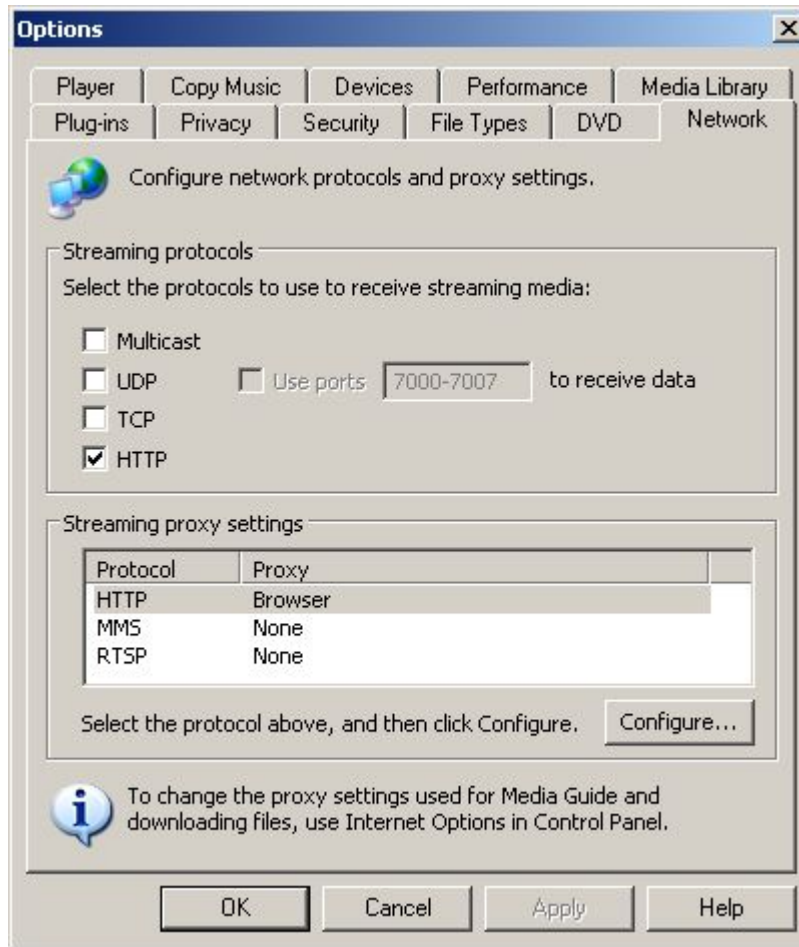 Options
Player Copy Music Devices Performance Media Library
Plug-ins Privacy Security File Types DVD Network
Configure network protocols and proxy settings.
Streaming protocols
Select the protocols to use to receive streaming media:
Multicast
UDP Use ports 7000-7007 to receive data
TCP
HTTP
Streaming proxy settings
Protocol Proxy
HTTP Browser
MMS None
RTSP None
Select the protocol above, and then click Configure. Configure...
To change the proxy settings used for Media Guide and
downloading files, use Internet Options in Control Panel.
OK Cancel Apply Help